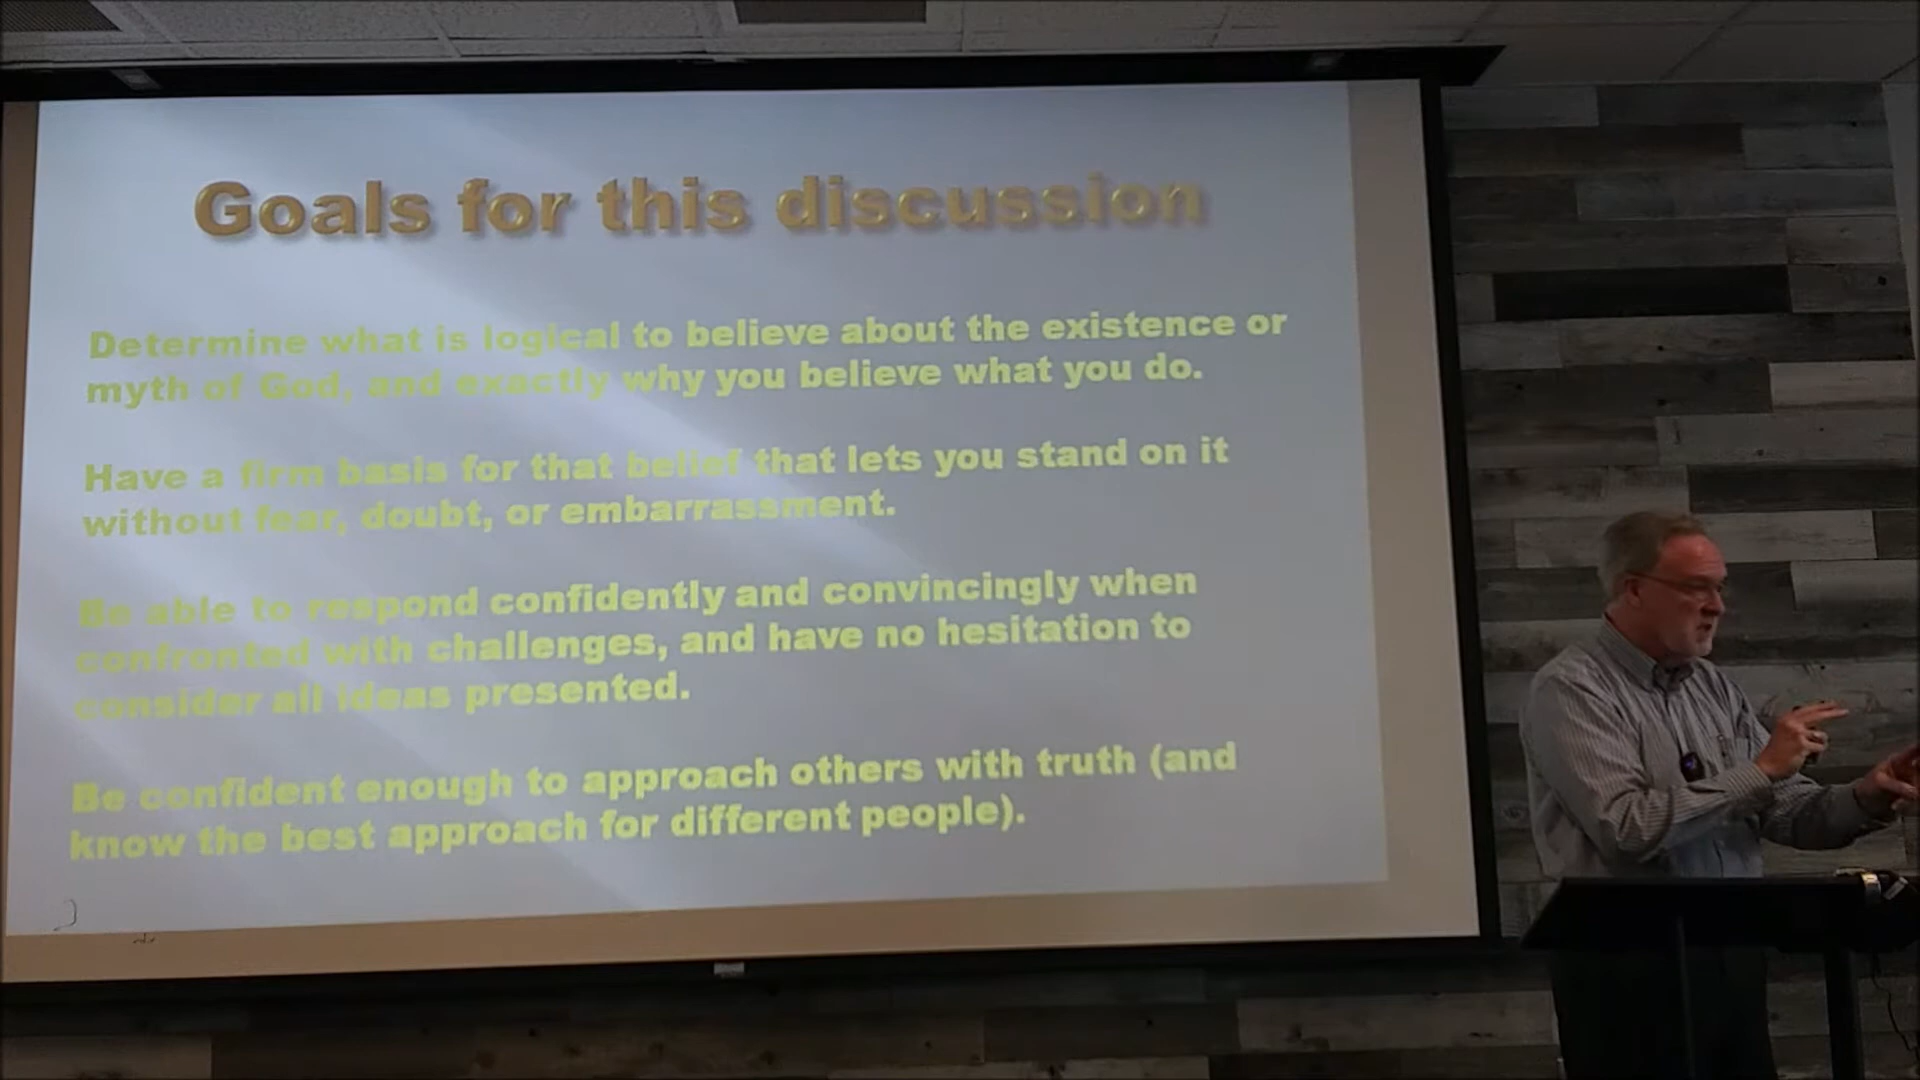 Goals for this discussion
Determine what is logical to believe about the existence or
myth of God, and exactly why you believe what you do.
Have a firm basis for that belief that lets you stand on it
without fear, doubt, or embarrassment.
Be able to respond confidently and convincingly when
confronted with challenges, and have no hesitation to
consider all ideas presented.
Be confident enough to approach others with truth (and
know the best approach for different people).